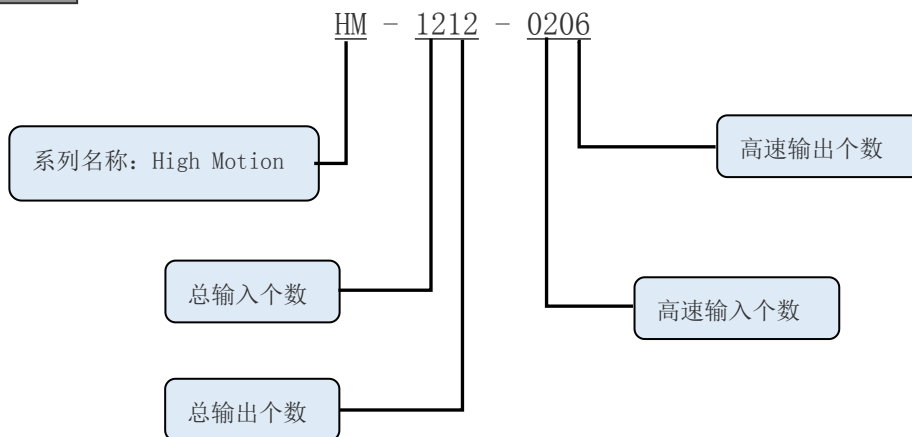 HM - 1212 - 0206
高速输出个数
系列名称: High Motion
总输入个数
高速输入个数
总输出个数